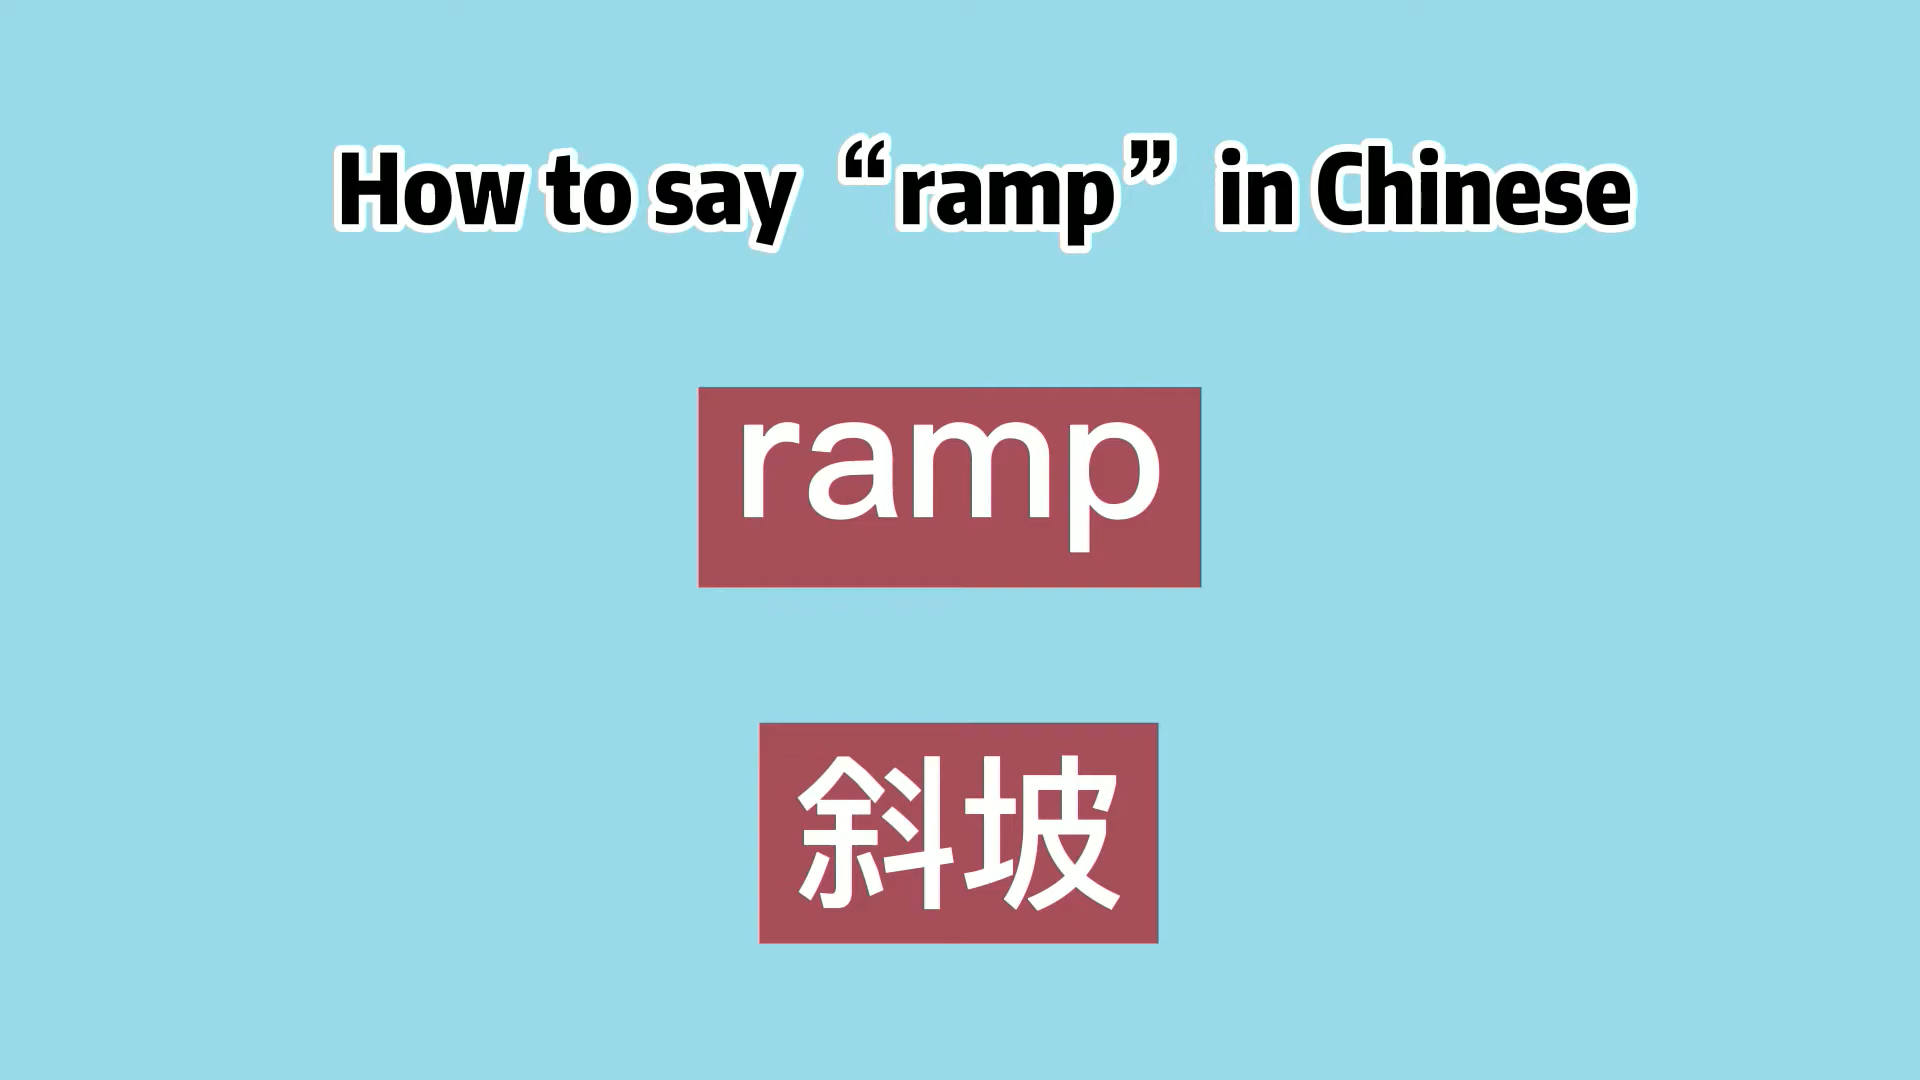 How to say “ramp” in Chinese
ramp
斜坡